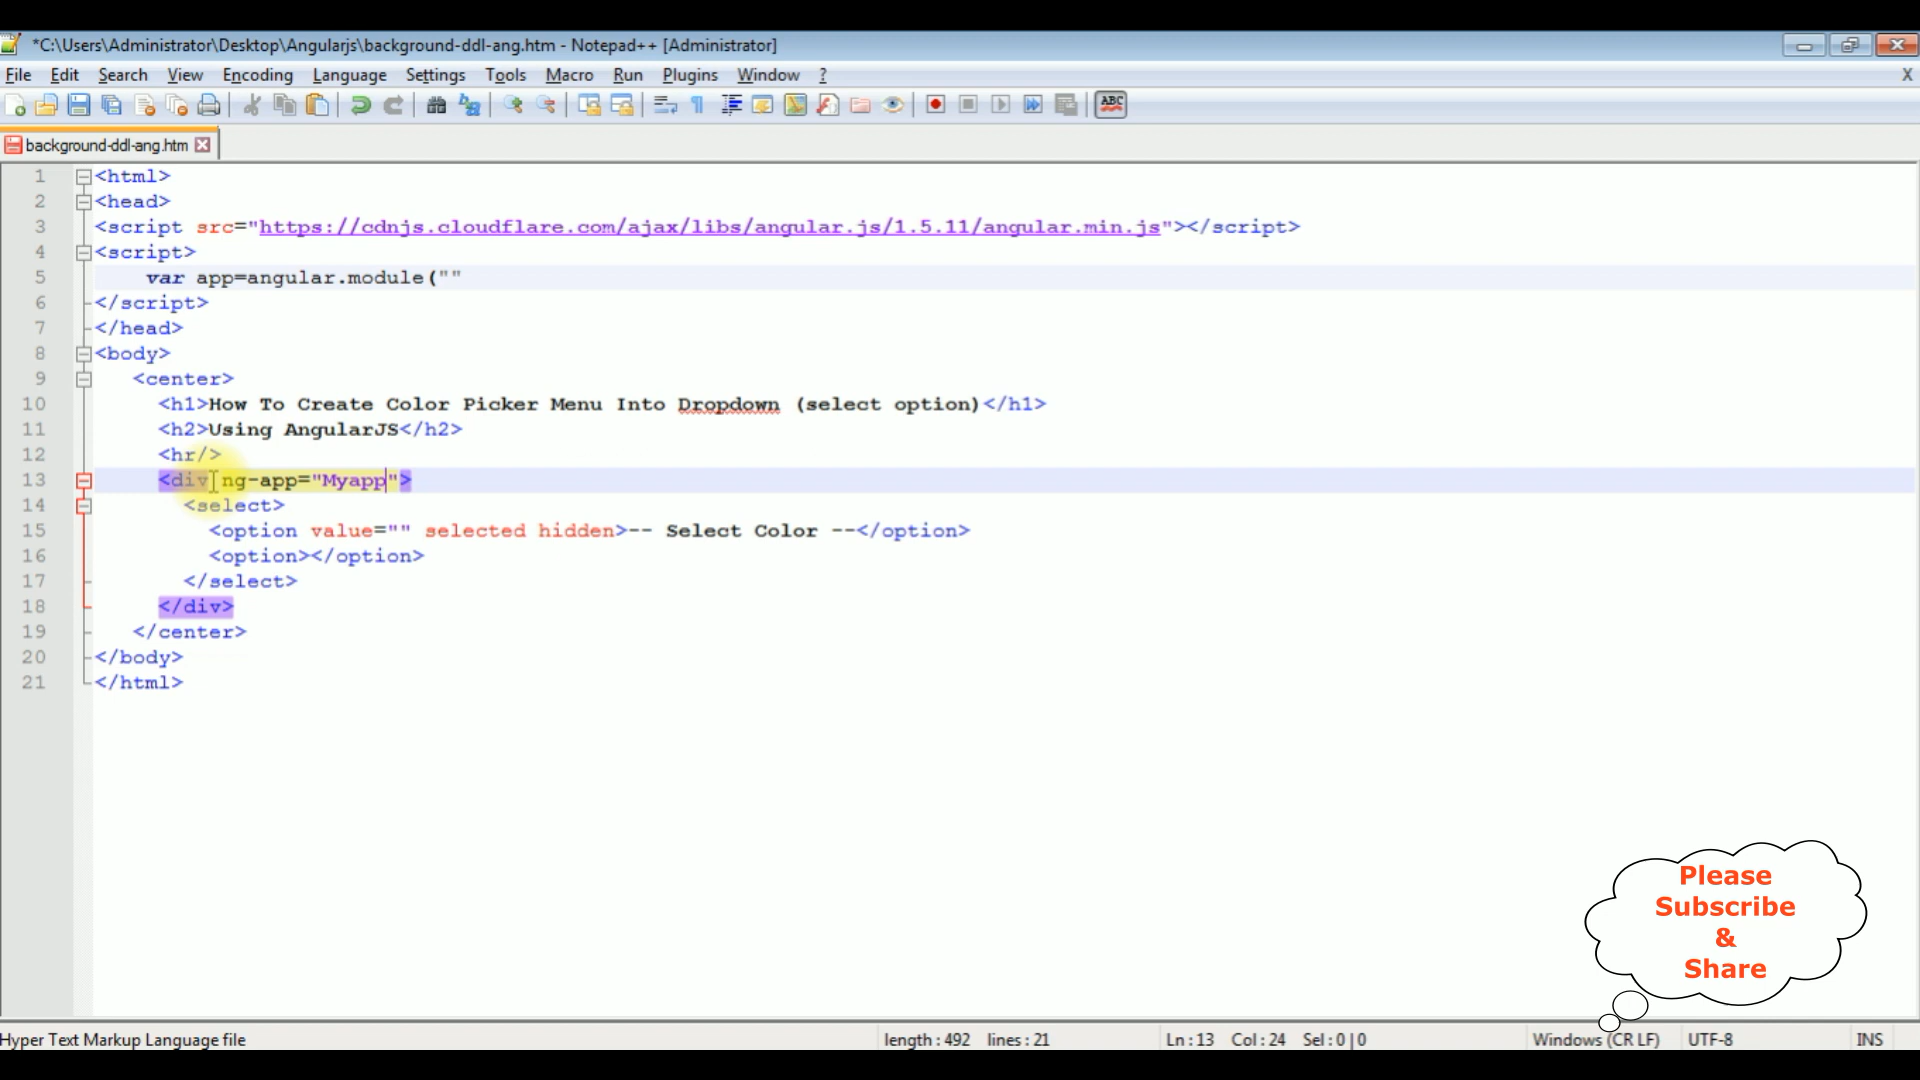 *C:\Users\Administrator\Desktop\Angularjs\background-ddl-ang.htm - Notepad++ [Administrator]
File Edit Search View Encoding Language Settings Tools Macro Run Plugins Window ? X
ABC
background-ddl-ang.htm
1 <html>
2 <head>
3 <script src="https://cdnjs.cloudflare.com/ajax/libs/angular.js/1.5.11/angular.min.js"></script>
4 <script>
5 var app=angular.module(""
6 </script>
7 </head>
8 <body>
9 <center>
10 <h1>How To Create Color Picker Menu Into Dropdown (select option)</h1>
11 <h2>Using AngularJS</h2>
12 <hr/>
13 <div ng-app="Myapp">
14 <select>
15 <option value="" selected hidden>-- Select Color --</option>
16 <option></option>
17 </select>
18 </div>
19 </center>
20 </body>
21 </html>
Please
Subscribe
&
Share
Hyper Text Markup Language file length : 492 lines : 21 Ln : 13 Col : 24 Sel : 0 | 0 Windows (CR LF) UTF-8 INS